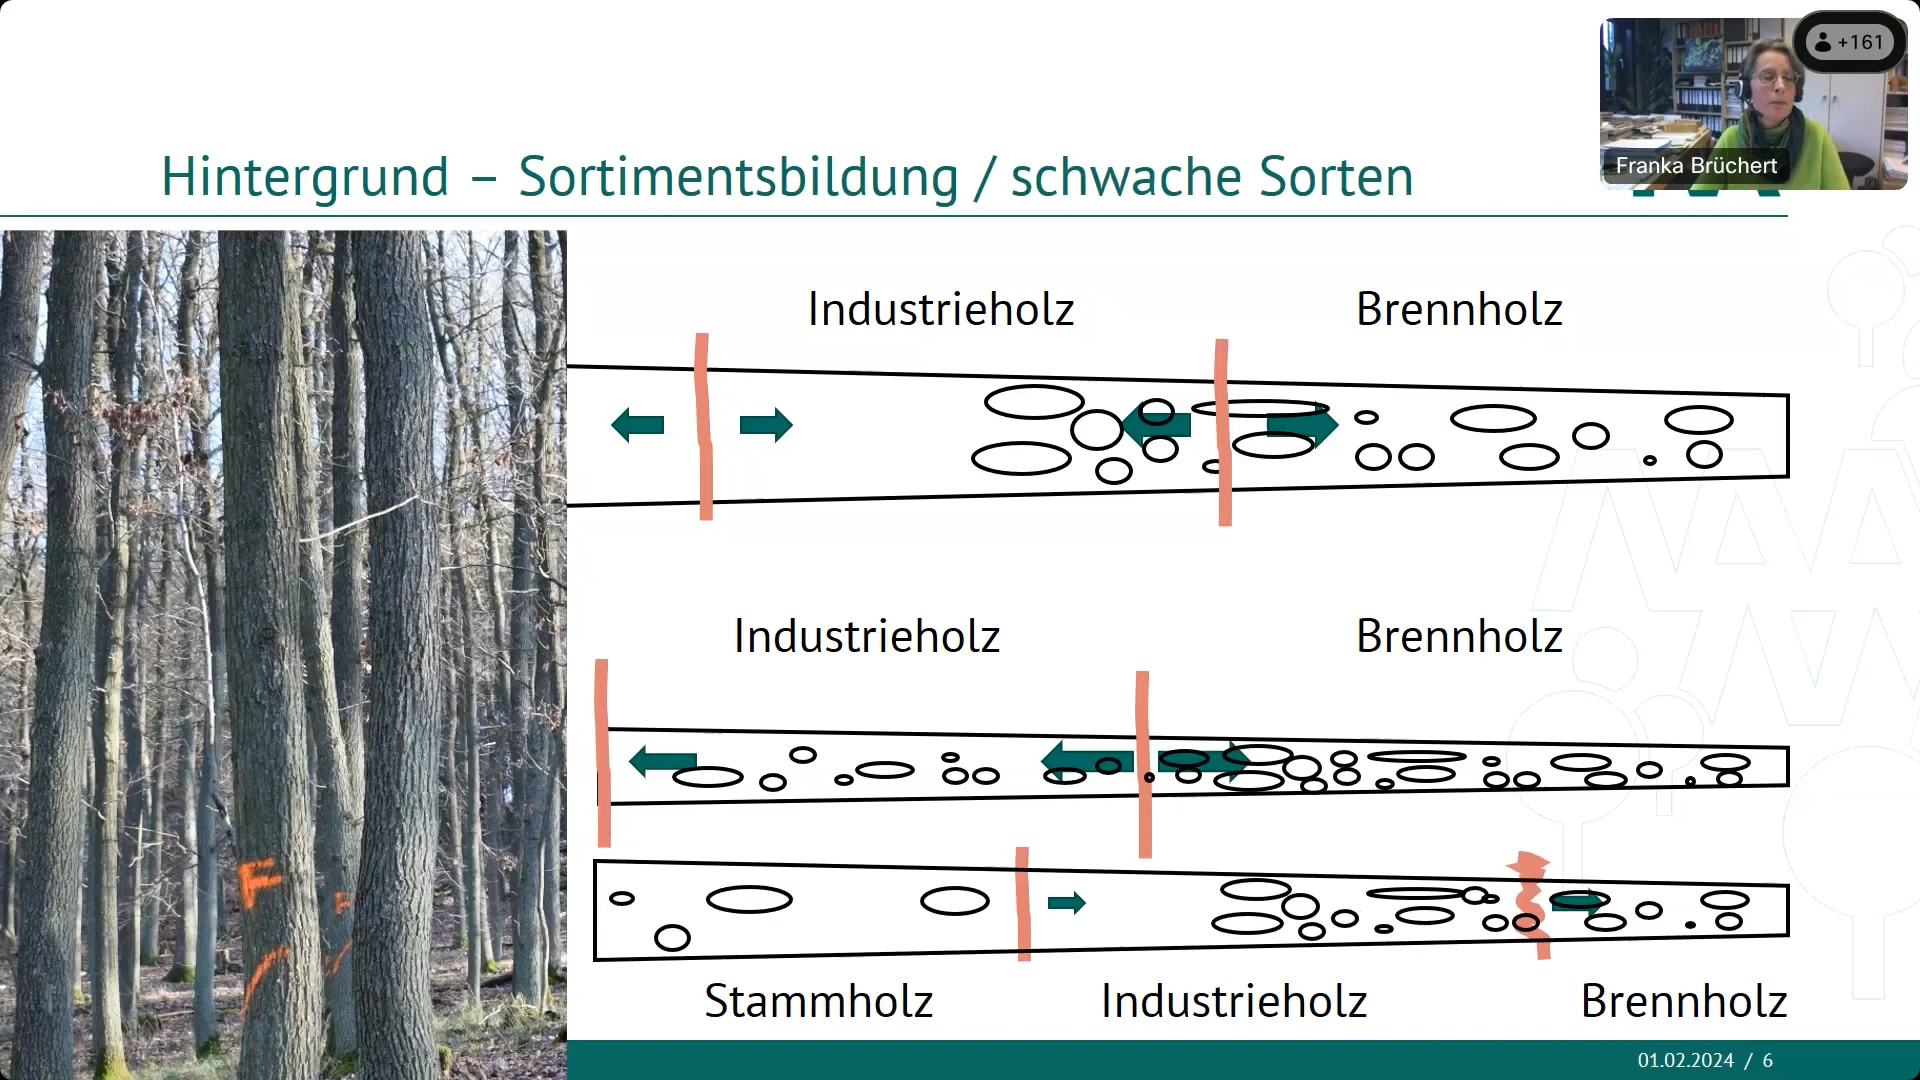 +161
Franka Brüchert
Hintergrund – Sortimentsbildung / schwache Sorten
Industrieholz
Brennholz
Industrieholz
Brennholz
F
F
Stammholz
Industrieholz
Brennholz
01.02.2024 / 6